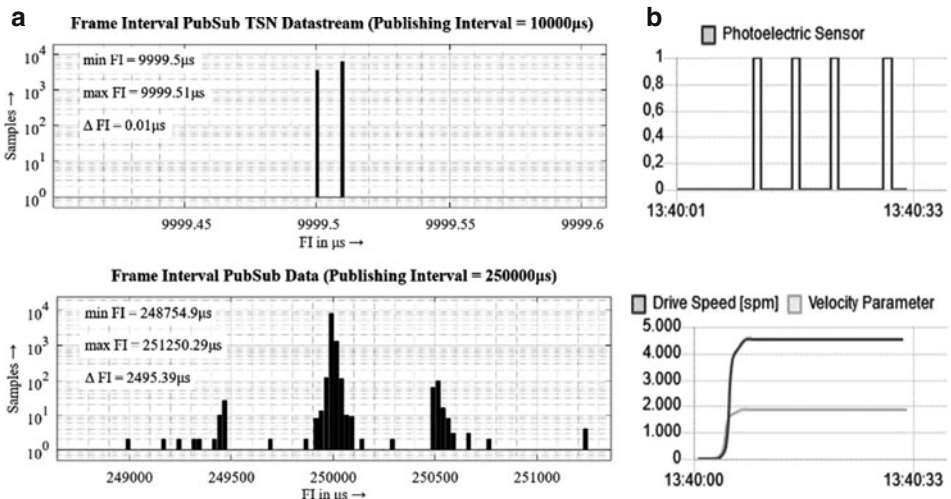 a
Frame Interval PubSub TSN Datastream (Publishing Interval = 10000µs)
Samples →
10^4
10^3
10^2
10^1
10^0
min FI = 9999.5µs
max FI = 9999.51µs
Δ FI = 0.01µs
9999.45 9999.5 9999.55 9999.6
FI in µs →
Frame Interval PubSub Data (Publishing Interval = 250000µs)
Samples →
10^4
10^3
10^2
10^1
10^0
min FI = 248754.9µs
max FI = 251250.29µs
Δ FI = 2495.39µs
249000 249500 250000 250500 251000
FI in µs →
b
Photoelectric Sensor
1
0,8
0,6
0,4
0,2
0
13:40:01 13:40:33
Drive Speed [spm] Velocity Parameter
5.000
4.000
3.000
2.000
1.000
0
13:40:00 13:40:33